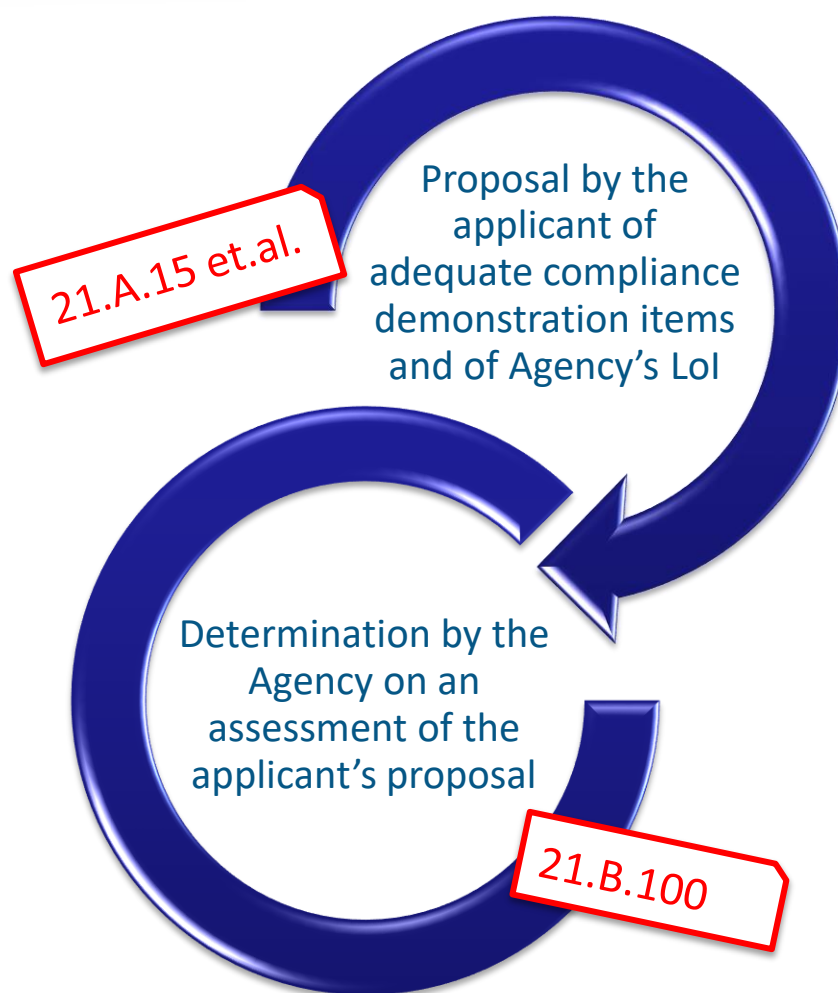 Proposal by the
applicant of
adequate compliance
demonstration items
and of Agency's LoI
21.A.15 et.al.
Determination by the
Agency on an
assessment of the
applicant's proposal
21.B.100